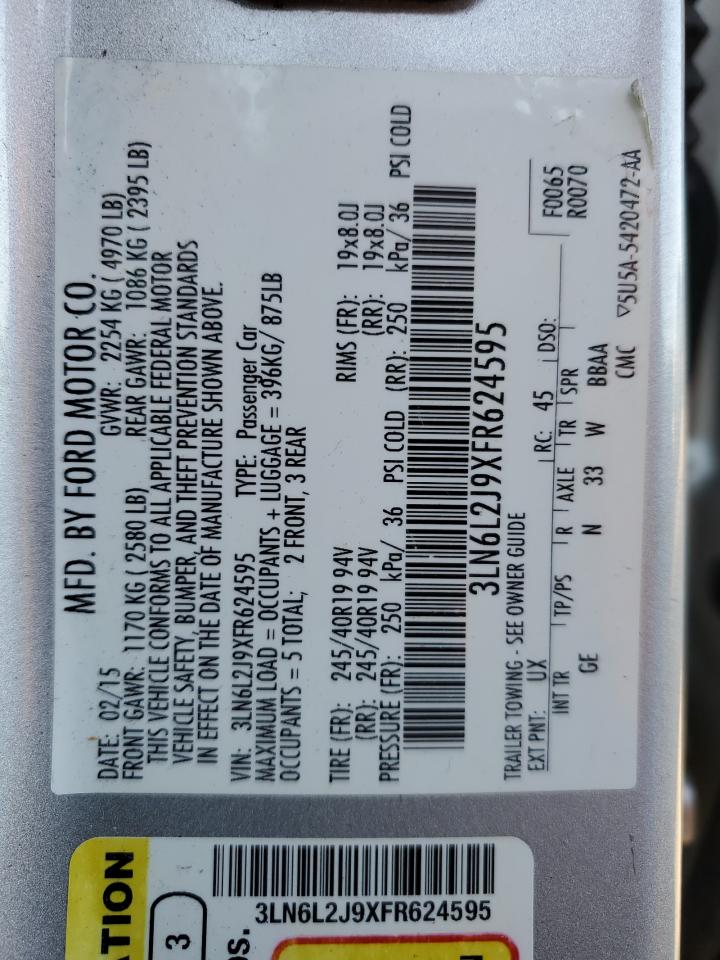 MFD. BY FORD MOTOR CO.
DATE: 02/15 GVWR: 2254 KG ( 4970 LB)
FRONT GAWR: 1170 KG ( 2580 LB) REAR GAWR: 1086 KG ( 2395 LB)
THIS VEHICLE CONFORMS TO ALL APPLICABLE FEDERAL MOTOR
VEHICLE SAFETY, BUMPER, AND THEFT PREVENTION STANDARDS
IN EFFECT ON THE DATE OF MANUFACTURE SHOWN ABOVE.
VIN: 3LN6L2J9XFR624595 TYPE: Passenger Car
MAXIMUM LOAD = OCCUPANTS + LUGGAGE = 396KG/ 875LB
OCCUPANTS = 5 TOTAL; 2 FRONT, 3 REAR
TIRE (FR): 245/40R19 94V RIMS (FR): 19x8.0J
(RR): 245/40R19 94V (RR): 19x8.0J
PRESSURE (FR): 250 kPa/ 36 PSI COLD (RR): 250 kPa/ 36 PSI COLD
3LN6L2J9XFR624595
TRAILER TOWING - SEE OWNER GUIDE F0065
EXT PNT: UX RC: 45 DSO: R0070
INT TR TP/PS R AXLE TR SPR
GE N 33 W BBAA
CMC ▽5U5A-5420472-AA
TION
3
OS.
3LN6L2J9XFR624595